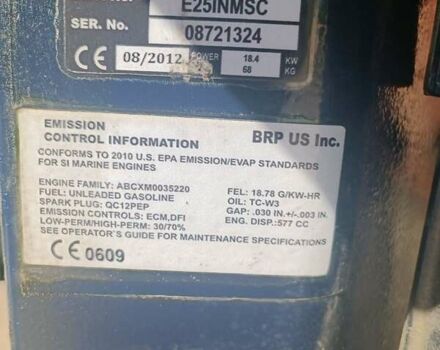 E25INMSC
SER. No. 08721324
CE 08/2012 POWER 18.4 KW
68 KG
EMISSION
CONTROL INFORMATION BRP US Inc.
CONFORMS TO 2010 U.S. EPA EMISSION/EVAP STANDARDS
FOR SI MARINE ENGINES
ENGINE FAMILY: ABCXM0035220 FEL: 18.78 G/KW-HR
FUEL: UNLEADED GASOLINE OIL: TC-W3
SPARK PLUG: QC12PEP GAP: .030 IN.+/-.003 IN.
EMISSION CONTROLS: ECM,DFI ENG. DISP.:577 CC
LOW-PERM/HIGH-PERM: 30/70%
SEE OPERATOR'S GUIDE FOR MAINTENANCE SPECIFICATIONS
CE 0609